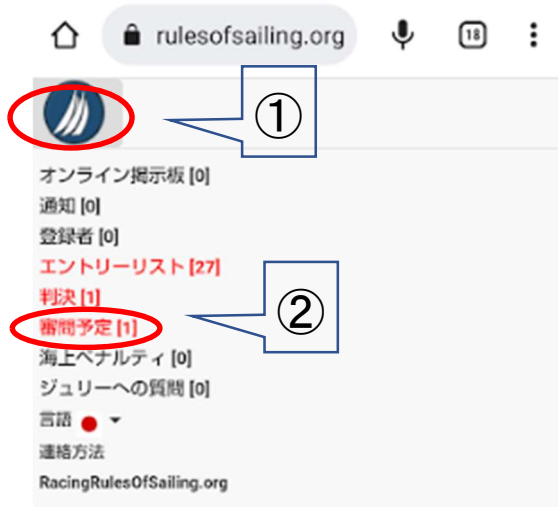 rulesofsailing.org
18
①
オンライン掲示板 [0]
通知 [0]
登録者 [0]
エントリーリスト [27]
判決 [1]
審問予定 [1]
②
海上ペナルティ [0]
ジュリーへの質問 [0]
言語
連絡方法
RacingRulesOfSailing.org